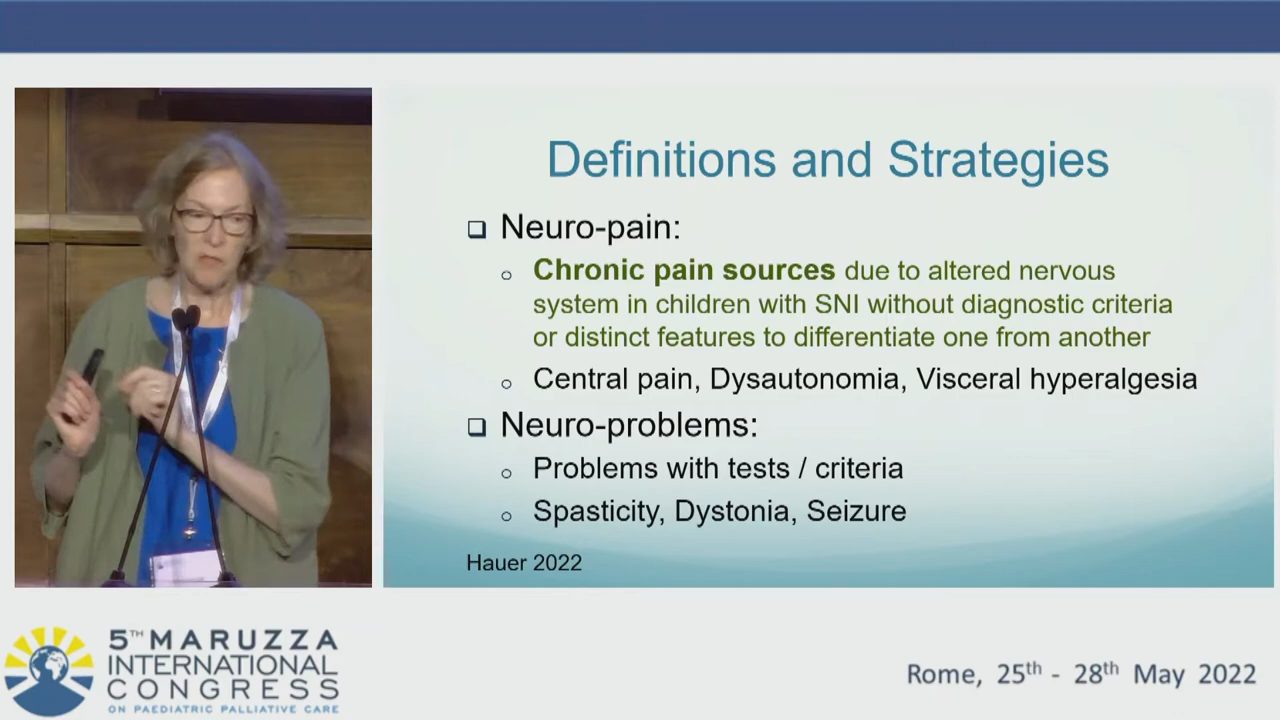 Definitions and Strategies
❑ Neuro-pain:
○ Chronic pain sources due to altered nervous
system in children with SNI without diagnostic criteria
or distinct features to differentiate one from another
○ Central pain, Dysautonomia, Visceral hyperalgesia
❑ Neuro-problems:
○ Problems with tests / criteria
○ Spasticity, Dystonia, Seizure
Hauer 2022
5TH MARUZZA
INTERNATIONAL
CONGRESS
ON PAEDIATRIC PALLIATIVE CARE
Rome, 25th - 28th May 2022